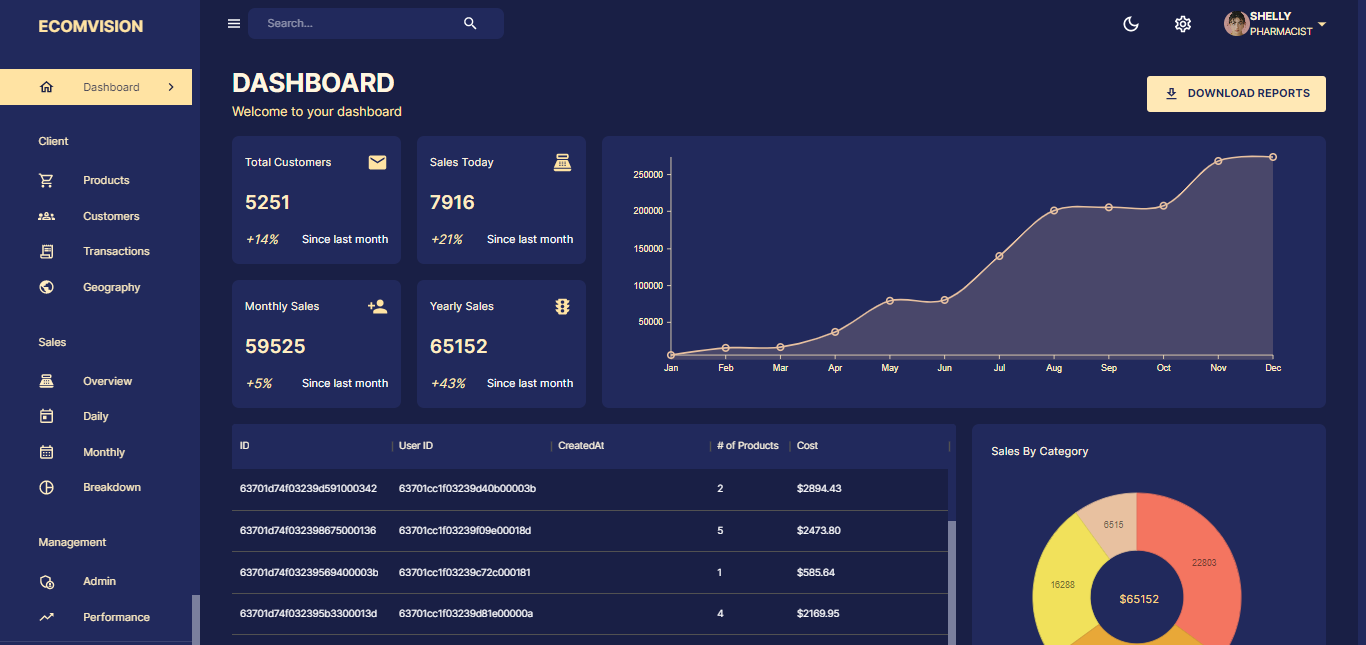 ECOMVISION
Search...
SHELLY
PHARMACIST
Dashboard
Client
Products
Customers
Transactions
Geography
Sales
Overview
Daily
Monthly
Breakdown
Management
Admin
Performance
DASHBOARD
Welcome to your dashboard
DOWNLOAD REPORTS
Total Customers
5251
+14% Since last month
Sales Today
7916
+21% Since last month
Monthly Sales
59525
+5% Since last month
Yearly Sales
65152
+43% Since last month
250000
200000
150000
100000
50000
Jan Feb Mar Apr May Jun Jul Aug Sep Oct Nov Dec
ID User ID CreatedAt # of Products Cost
63701d74f03239d591000342 63701cc1f03239d40b00003b 2 $2894.43
63701d74f032398675000136 63701cc1f03239f09e00018d 5 $2473.80
63701d74f03239569400003b 63701cc1f03239c72c000181 1 $585.64
63701d74f032395b3300013d 63701cc1f03239d81e00000a 4 $2169.95
Sales By Category
6515
22803
16288
$65152